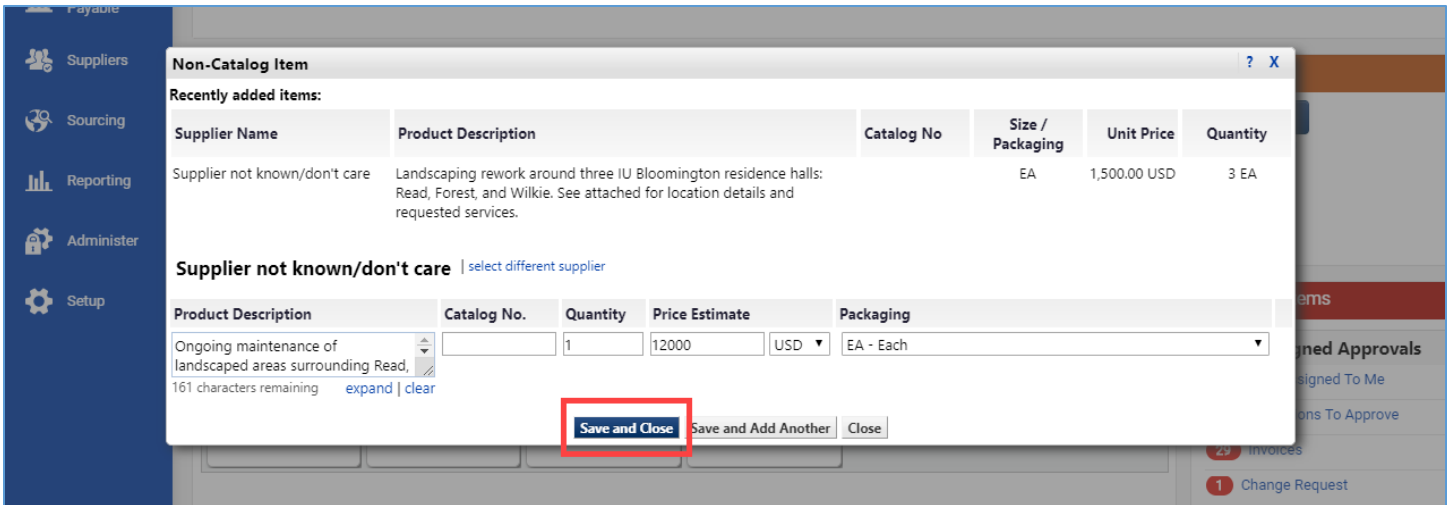 Payable
Suppliers
Sourcing
Reporting
Administer
Setup
Non-Catalog Item ? X
Recently added items:
Supplier Name Product Description Catalog No Size / Packaging Unit Price Quantity
Supplier not known/don't care Landscaping rework around three IU Bloomington residence halls: EA 1,500.00 USD 3 EA
Read, Forest, and Wilkie. See attached for location details and
requested services.
Supplier not known/don't care | select different supplier
Product Description Catalog No. Quantity Price Estimate Packaging
Ongoing maintenance of 1 12000 USD EA - Each
landscaped areas surrounding Read,
161 characters remaining expand | clear
Save and Close Save and Add Another Close
Approvals
To Me
To Approve
29 Invoices
1 Change Request